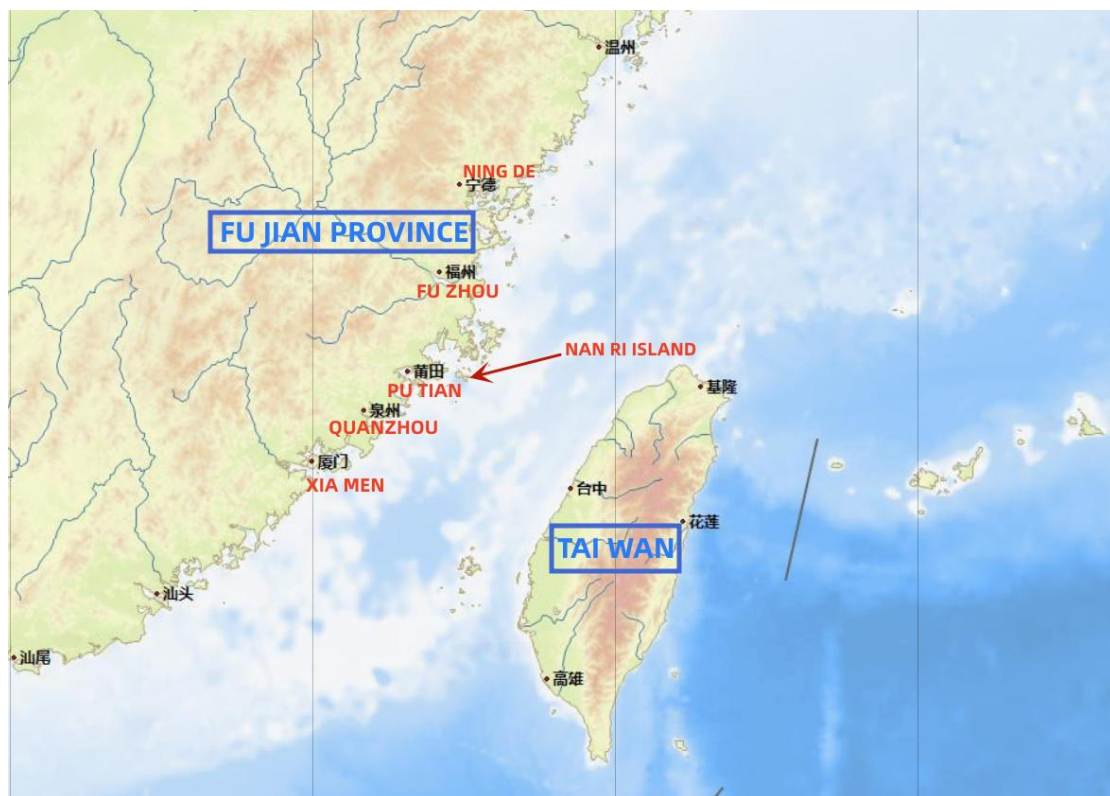 温州
NING DE
宁德
FU JIAN PROVINCE
福州
FU ZHOU
NAN RI ISLAND
莆田
基隆
PU TIAN
泉州
QUANZHOU
厦门
XIA MEN
台中
花莲
TAI WAN
汕头
汕尾
高雄